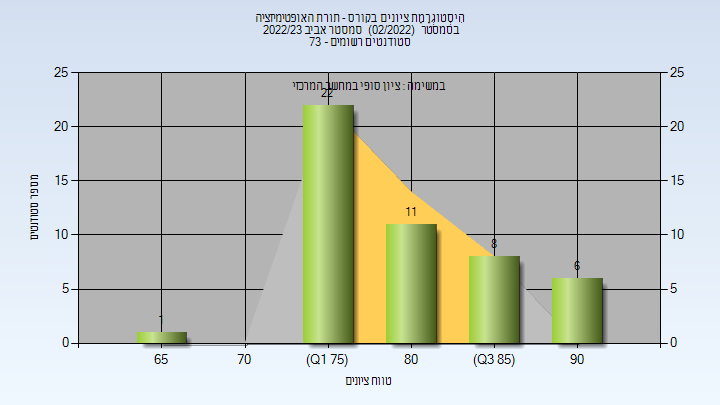 היסטוגרמת ציונים בקורס - תורת האופטימיזציה
בסמסטר (02/2022) סמסטר אביב 2022/23
סטודנטים רשומים - 73
במשימה : ציון סופי במחשב המרכזי
מספר סטודנטים
25
20
15
10
5
0
25
20
15
10
5
0
1
22
11
8
6
65
70
(Q1 75)
80
(Q3 85)
90
טווח ציונים